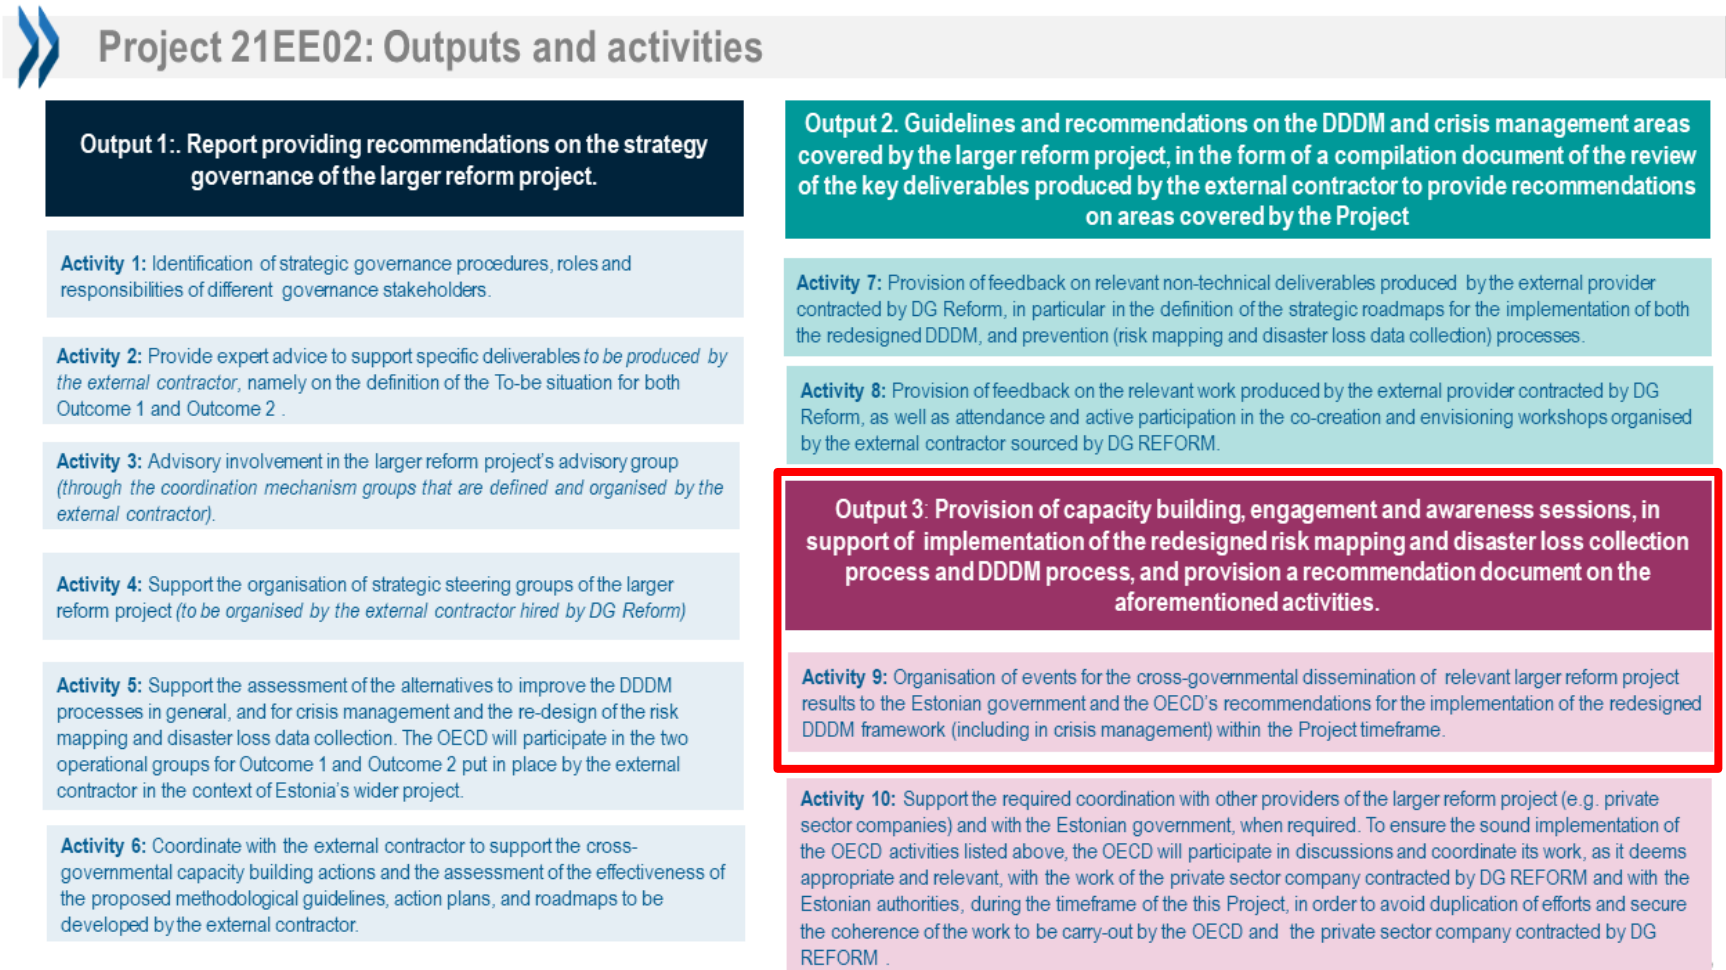 Project 21EE02: Outputs and activities
Output 1:. Report providing recommendations on the strategy
governance of the larger reform project.
Activity 1: Identification of strategic governance procedures, roles and
responsibilities of different governance stakeholders.
Activity 2: Provide expert advice to support specific deliverables to be produced by
the external contractor, namely on the definition of the To-be situation for both
Outcome 1 and Outcome 2 .
Activity 3: Advisory involvement in the larger reform project's advisory group
(through the coordination mechanism groups that are defined and organised by the
external contractor).
Activity 4: Support the organisation of strategic steering groups of the larger
reform project (to be organised by the external contractor hired by DG Reform)
Activity 5: Support the assessment of the alternatives to improve the DDDM
processes in general, and for crisis management and the re-design of the risk
mapping and disaster loss data collection. The OECD will participate in the two
operational groups for Outcome 1 and Outcome 2 put in place by the external
contractor in the context of Estonia's wider project.
Activity 6: Coordinate with the external contractor to support the cross-
governmental capacity building actions and the assessment of the effectiveness of
the proposed methodological guidelines, action plans, and roadmaps to be
developed by the external contractor.
Output 2. Guidelines and recommendations on the DDDM and crisis management areas
covered by the larger reform project, in the form of a compilation document of the review
of the key deliverables produced by the external contractor to provide recommendations
on areas covered by the Project
Activity 7: Provision of feedback on relevant non-technical deliverables produced by the external provider
contracted by DG Reform, in particular in the definition of the strategic roadmaps for the implementation of both
the redesigned DDDM, and prevention (risk mapping and disaster loss data collection) processes.
Activity 8: Provision of feedback on the relevant work produced by the external provider contracted by DG
Reform, as well as attendance and active participation in the co-creation and envisioning workshops organised
by the external contractor sourced by DG REFORM.
Output 3: Provision of capacity building, engagement and awareness sessions, in
support of implementation of the redesigned risk mapping and disaster loss collection
process and DDDM process, and provision a recommendation document on the
aforementioned activities.
Activity 9: Organisation of events for the cross-governmental dissemination of relevant larger reform project
results to the Estonian government and the OECD's recommendations for the implementation of the redesigned
DDDM framework (including in crisis management) within the Project timeframe.
Activity 10: Support the required coordination with other providers of the larger reform project (e.g. private
sector companies) and with the Estonian government, when required. To ensure the sound implementation of
the OECD activities listed above, the OECD will participate in discussions and coordinate its work, as it deems
appropriate and relevant, with the work of the private sector company contracted by DG REFORM and with the
Estonian authorities, during the timeframe of the this Project, in order to avoid duplication of efforts and secure
the coherence of the work to be carry-out by the OECD and the private sector company contracted by DG
REFORM .